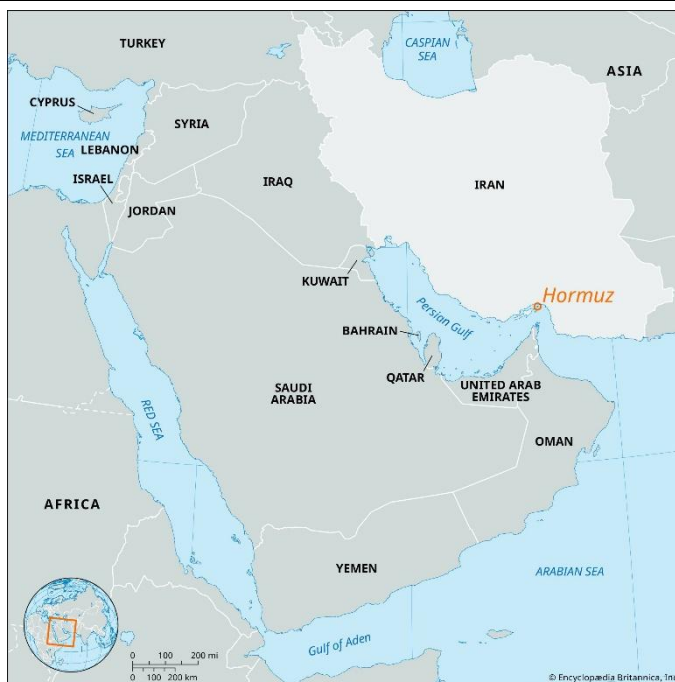 TURKEY
CASPIAN
SEA
ASIA
CYPRUS
SYRIA
MEDITERRANEAN
SEA
LEBANON
ISRAEL
IRAQ
IRAN
JORDAN
KUWAIT
Hormuz
Persian Gulf
BAHRAIN
QATAR
SAUDI
ARABIA
UNITED ARAB
EMIRATES
RED SEA
OMAN
AFRICA
YEMEN
ARABIAN SEA
Gulf of Aden
0 100 200 mi
0 100 200 km
© Encyclopædia Britannica, Inc